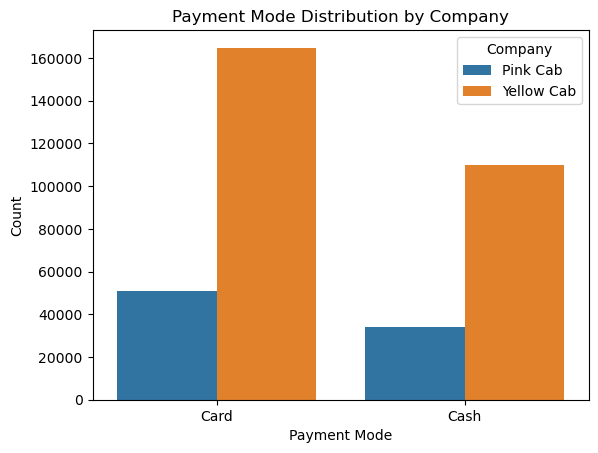 Payment Mode Distribution by Company
Company
Pink Cab
Yellow Cab
160000
140000
120000
100000
80000
60000
40000
20000
0
Count
Card
Cash
Payment Mode